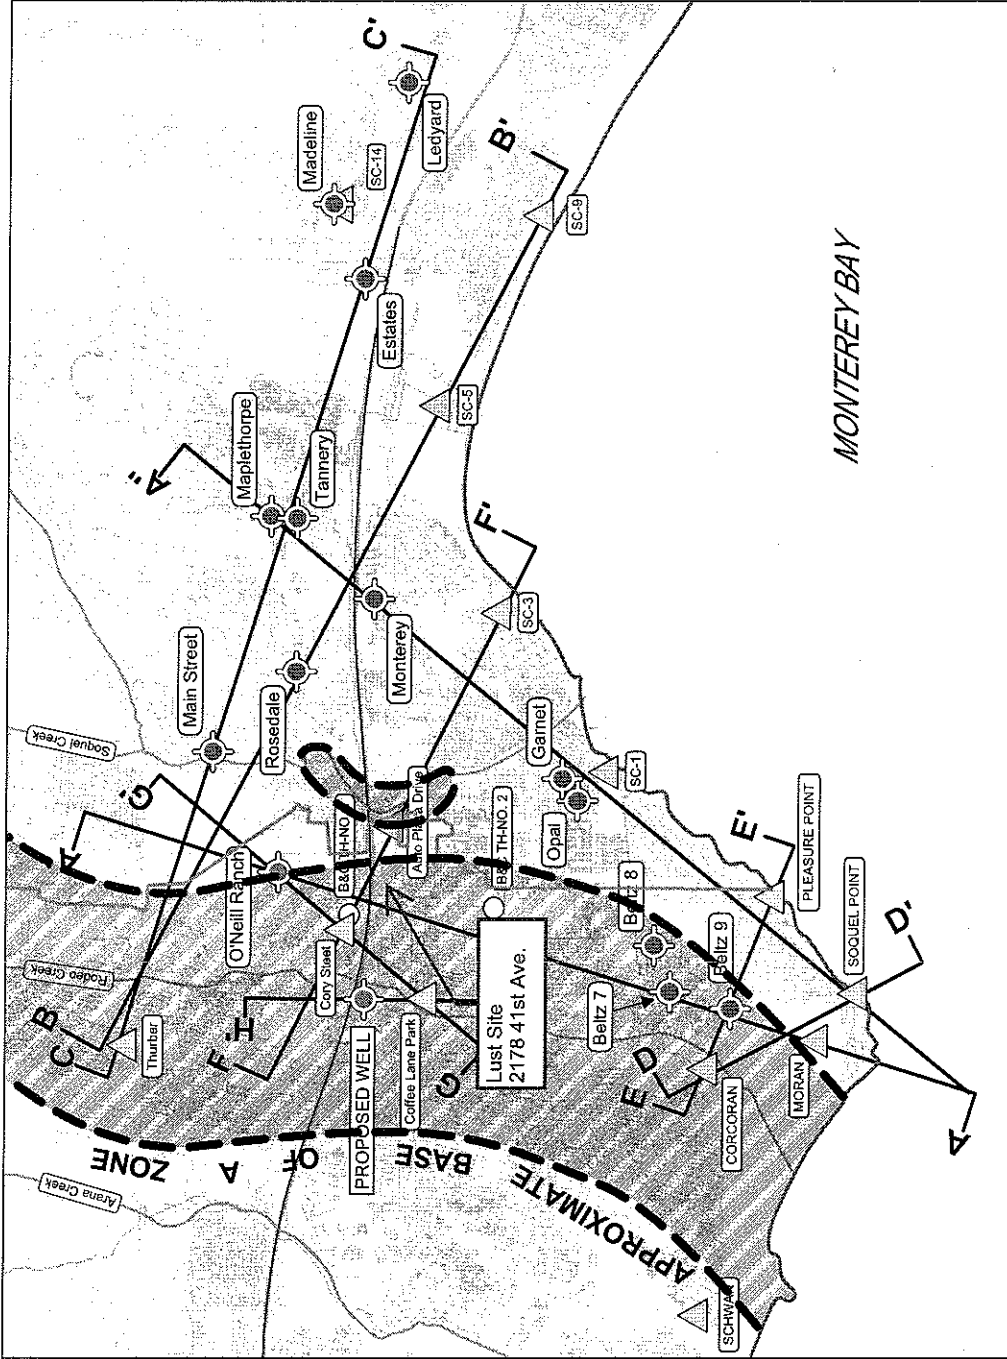 C'
Madeline
SC-14
Ledyard
B'
SC-9
Estates
SC-5
A"
Maplethorpe
Tannery
F'
MONTEREY BAY
SC-3
Monterey
Main Street
Rosedale
Soquel Creek
G'
Garnet
SC-1
Opal
A'
Auto Plaza Drive
B&C TH-NO. 2
E'
PLEASURE POINT
O'Neill Ranch
Beltz 8
Beltz 9
Beltz 7
SOQUEL POINT
D'
Rodeo Creek
Cory Street
H'
F
PROPOSED WELL
Coffee Lane Park
G
Lust Site
2178 41st Ave.
B
C
Thurber
D
E
CORCORAN
MORAN
A
APPROXIMATE BASE OF A ZONE
Arana Creek